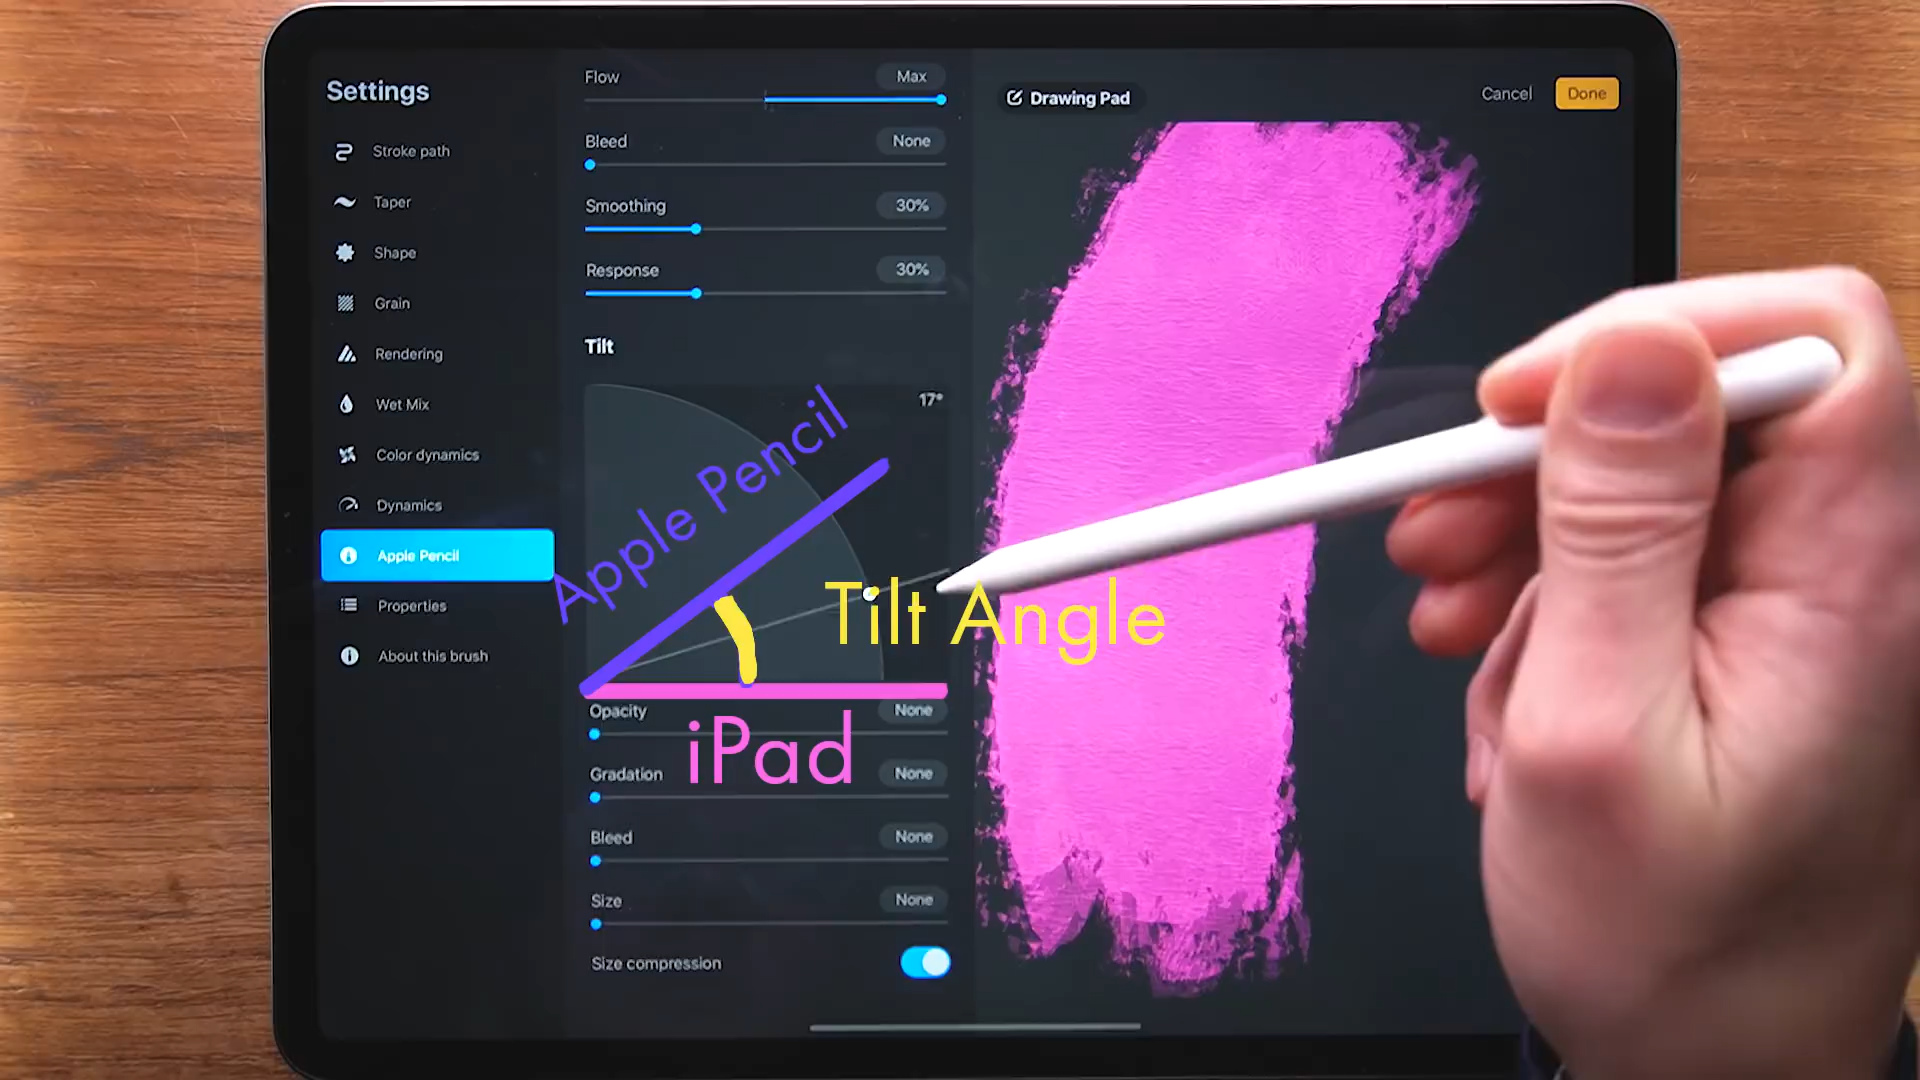 Settings
Stroke path
Taper
Shape
Grain
Rendering
Wet Mix
Color dynamics
Dynamics
Apple Pencil
Properties
About this brush
Flow
Max
Bleed
None
Smoothing
30%
Response
30%
Tilt
17°
Apple Pencil
Tilt Angle
iPad
Opacity
None
Gradation
None
Bleed
None
Size
None
Size compression
Drawing Pad
Cancel
Done